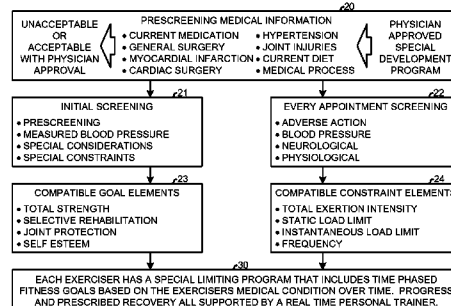 20
PRESCREENING MEDICAL INFORMATION
UNACCEPTABLE
OR
ACCEPTABLE
WITH PHYSICIAN
APPROVAL
• CURRENT MEDICATION
• GENERAL SURGERY
• MYOCARDIAL INFARCTION
• CARDIAC SURGERY
• HYPERTENSION
• JOINT INJURIES
• CURRENT DIET
• MEDICAL PROCESS
PHYSICIAN
APPROVED
SPECIAL
DEVELOPMENT
PROGRAM
21
INITIAL SCREENING
• PRESCREENING
• MEASURED BLOOD PRESSURE
• SPECIAL CONSIDERATIONS
• SPECIAL CONSTRAINTS
22
EVERY APPOINTMENT SCREENING
• ADVERSE ACTION
• BLOOD PRESSURE
• NEUROLOGICAL
• PHYSIOLOGICAL
23
COMPATIBLE GOAL ELEMENTS
• TOTAL STRENGTH
• SELECTIVE REHABILITATION
• JOINT PROTECTION
• SELF ESTEEM
24
COMPATIBLE CONSTRAINT ELEMENTS
• TOTAL EXERTION INTENSITY
• STATIC LOAD LIMIT
• INSTANTANEOUS LOAD LIMIT
• FREQUENCY
30
EACH EXERCISER HAS A SPECIAL LIMITING PROGRAM THAT INCLUDES TIME PHASED
FITNESS GOALS BASED ON THE EXERCISERS MEDICAL CONDITION OVER TIME. PROGRESS
AND PRESCRIBED RECOVERY ALL SUPPORTED BY A REAL TIME PERSONAL TRAINER.